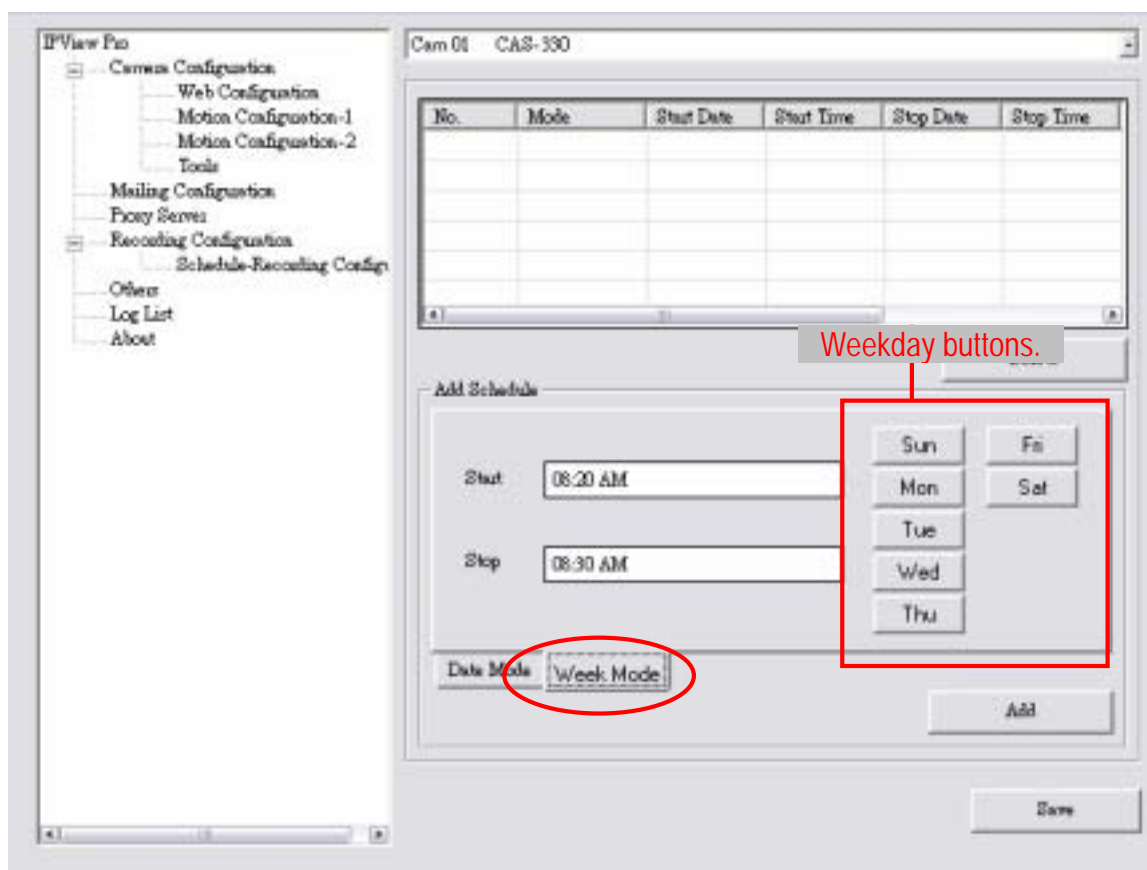 IPView Pro
Camera Configuration
Web Configuration
Motion Configuration-1
Motion Configuration-2
Tools
Mailing Configuration
Proxy Server
Recording Configuration
Schedule-Recording Config
Others
Log List
About
Cam 01 CAS-330
No. Mode Start Date Start Time Stop Date Stop Time
Weekday buttons.
Add Schedule
Start 08:20 AM
Stop 08:30 AM
Sun Fri
Mon Sat
Tue
Wed
Thu
Date Mode Week Mode
Add
Save